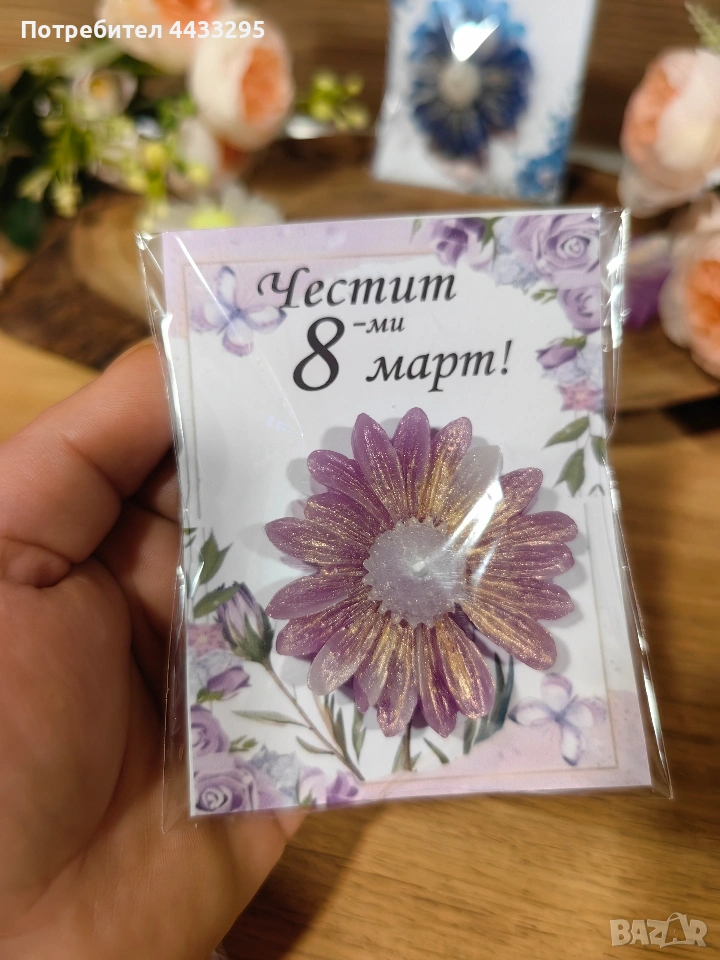 Потребител 4433295
Честит
8-ми
март!
BAZAR